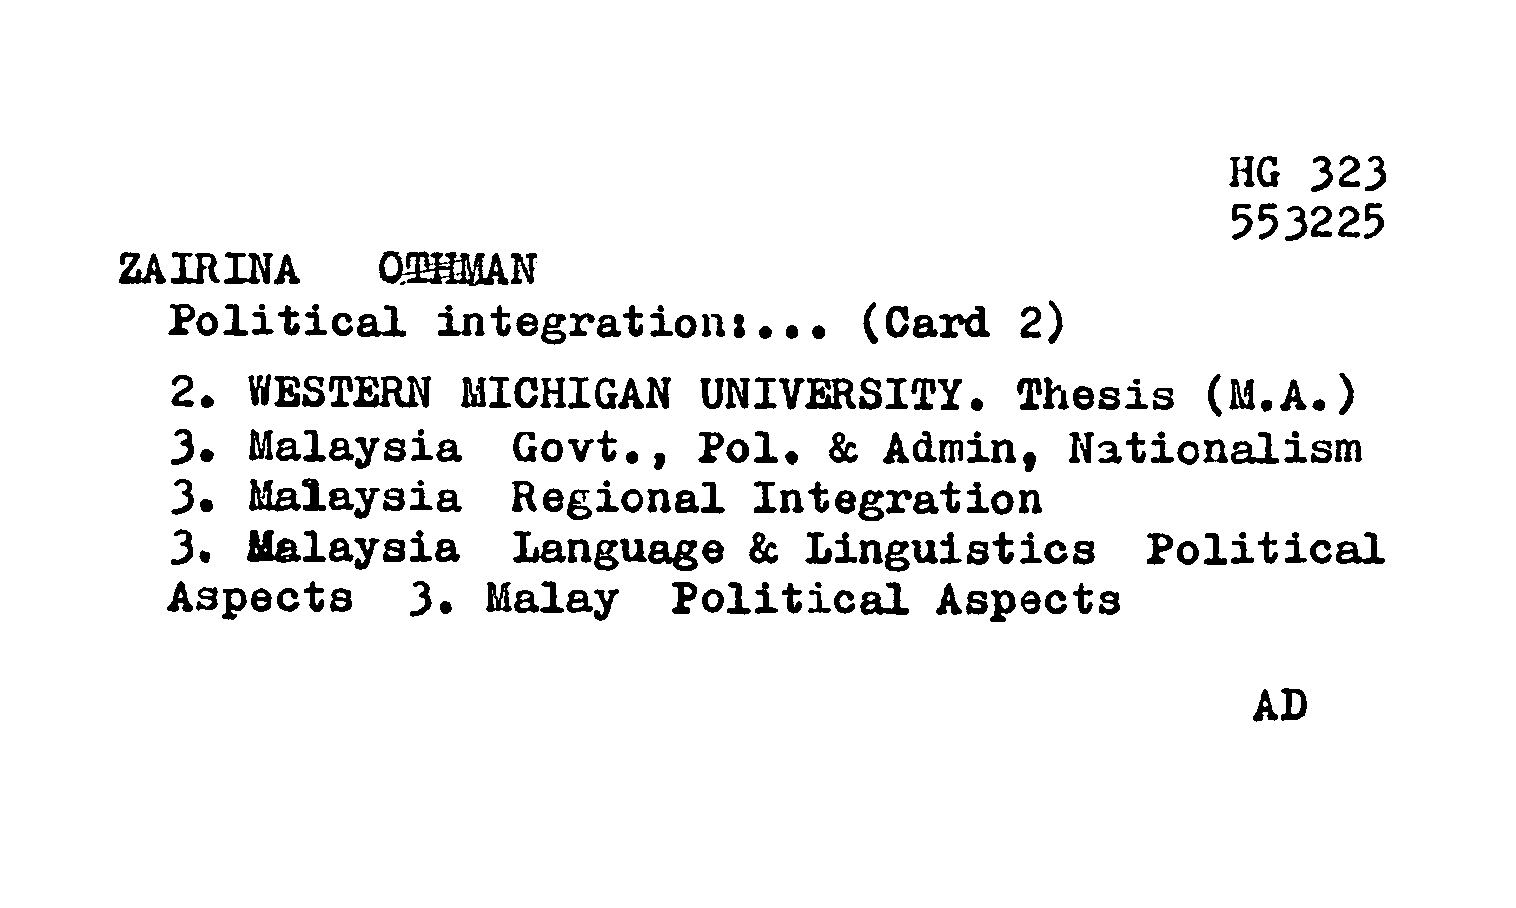 HG 323
553225
ZAIRINA OTHMAN
Political integration:... (Card 2)
2. WESTERN MICHIGAN UNIVERSITY. Thesis (M.A.)
3. Malaysia Govt., Pol. & Admin, Nationalism
3. Malaysia Regional Integration
3. Malaysia Language & Linguistics Political
Aspects 3. Malay Political Aspects
AD